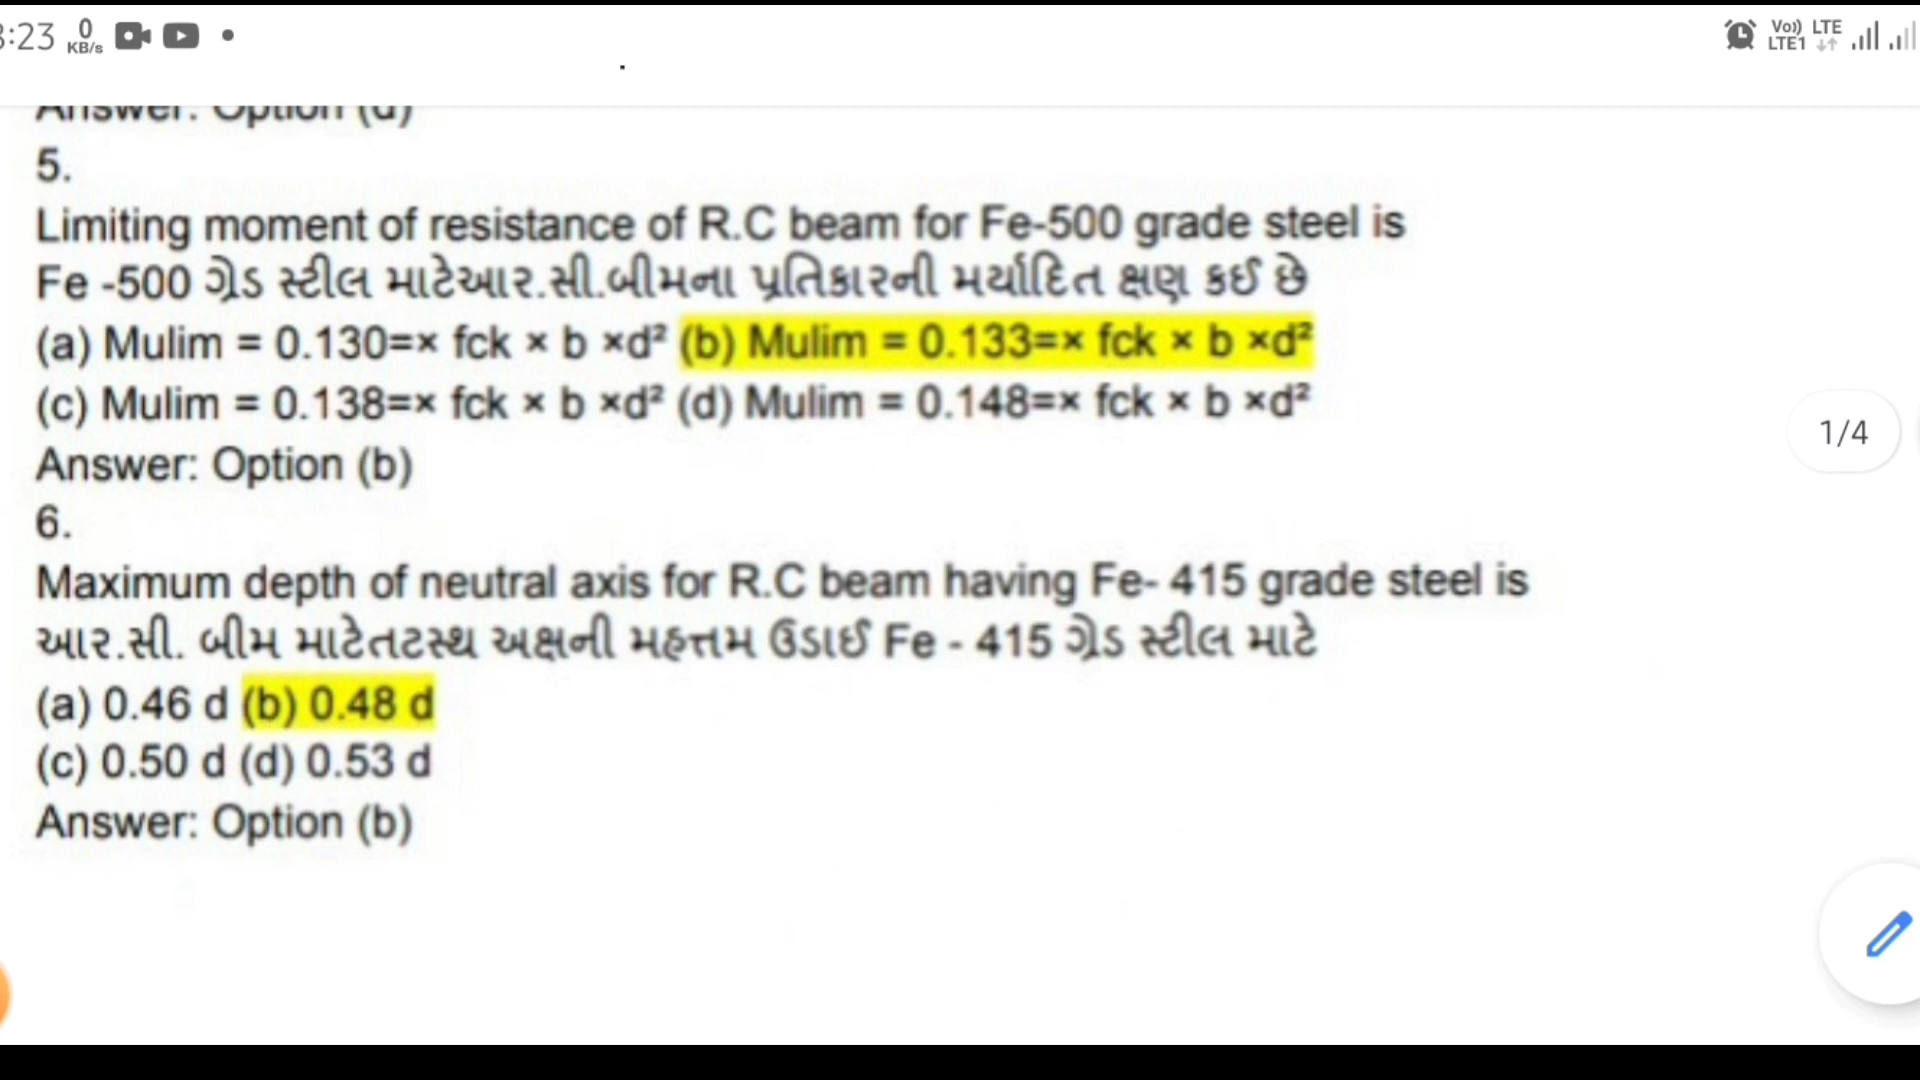 3:23 0 KB/s Vo)) LTE1 LTE
Answer: Option (d)
5.
Limiting moment of resistance of R.C beam for Fe-500 grade steel is
Fe -500 ગ્રેડ સ્ટીલ માટેઆર.સી.બીમના પ્રતિકારની મર્યાદિત ક્ષણ કઈ છે
(a) Mulim = 0.130=× fck × b ×d² (b) Mulim = 0.133=× fck × b ×d²
(c) Mulim = 0.138=× fck × b ×d² (d) Mulim = 0.148=× fck × b ×d²
1/4
Answer: Option (b)
6.
Maximum depth of neutral axis for R.C beam having Fe- 415 grade steel is
આર.સી. બીમ માટેતટસ્થ અક્ષની મહત્તમ ઉંડાઈ Fe - 415 ગ્રેડ સ્ટીલ માટે
(a) 0.46 d (b) 0.48 d
(c) 0.50 d (d) 0.53 d
Answer: Option (b)